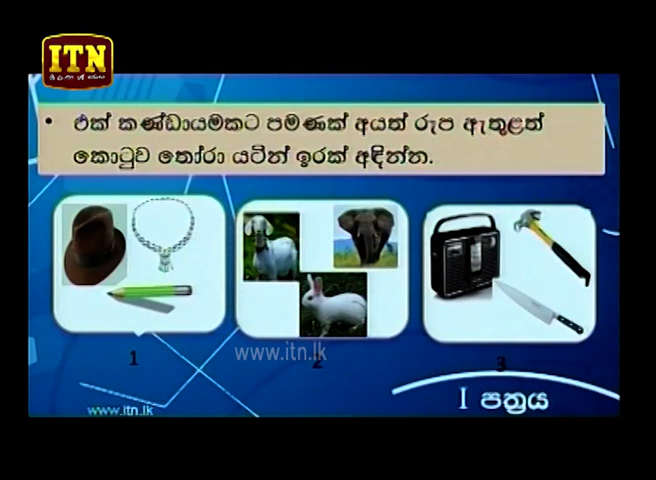 ITN
• එක් කණ්ඩායමකට පමණක් අයත් රූප ඇතුළත්
කොටුව තෝරා යටින් ඉරක් අඳින්න.
1
2
3
www.itn.lk
I පත්‍රය
www.itn.lk